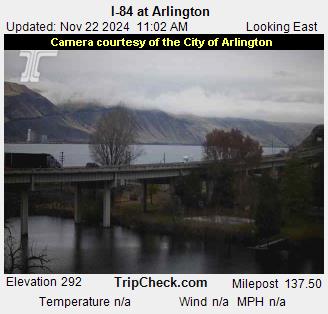 I-84 at Arlington
Updated: Nov 22 2024 11:02 AM Looking East
Camera courtesy of the City of Arlington
Elevation 292 TripCheck.com Milepost 137.50
Temperature n/a Wind n/a MPH n/a